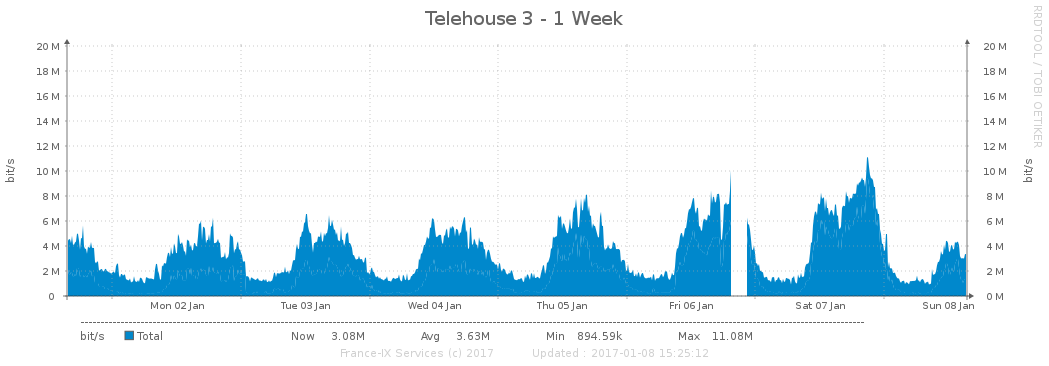 Telehouse 3 - 1 Week
RRDTOOL / TOBI OETIKER
bit/s
20 M 20 M
18 M 18 M
16 M 16 M
14 M 14 M
12 M 12 M
10 M 10 M
8 M 8 M
6 M 6 M
4 M 4 M
2 M 2 M
0 0 M
bit/s
Mon 02 Jan Tue 03 Jan Wed 04 Jan Thu 05 Jan Fri 06 Jan Sat 07 Jan Sun 08 Jan
bit/s Total Now 3.08M Avg 3.63M Min 894.59k Max 11.08M
France-IX Services (c) 2017 Updated : 2017-01-08 15:25:12